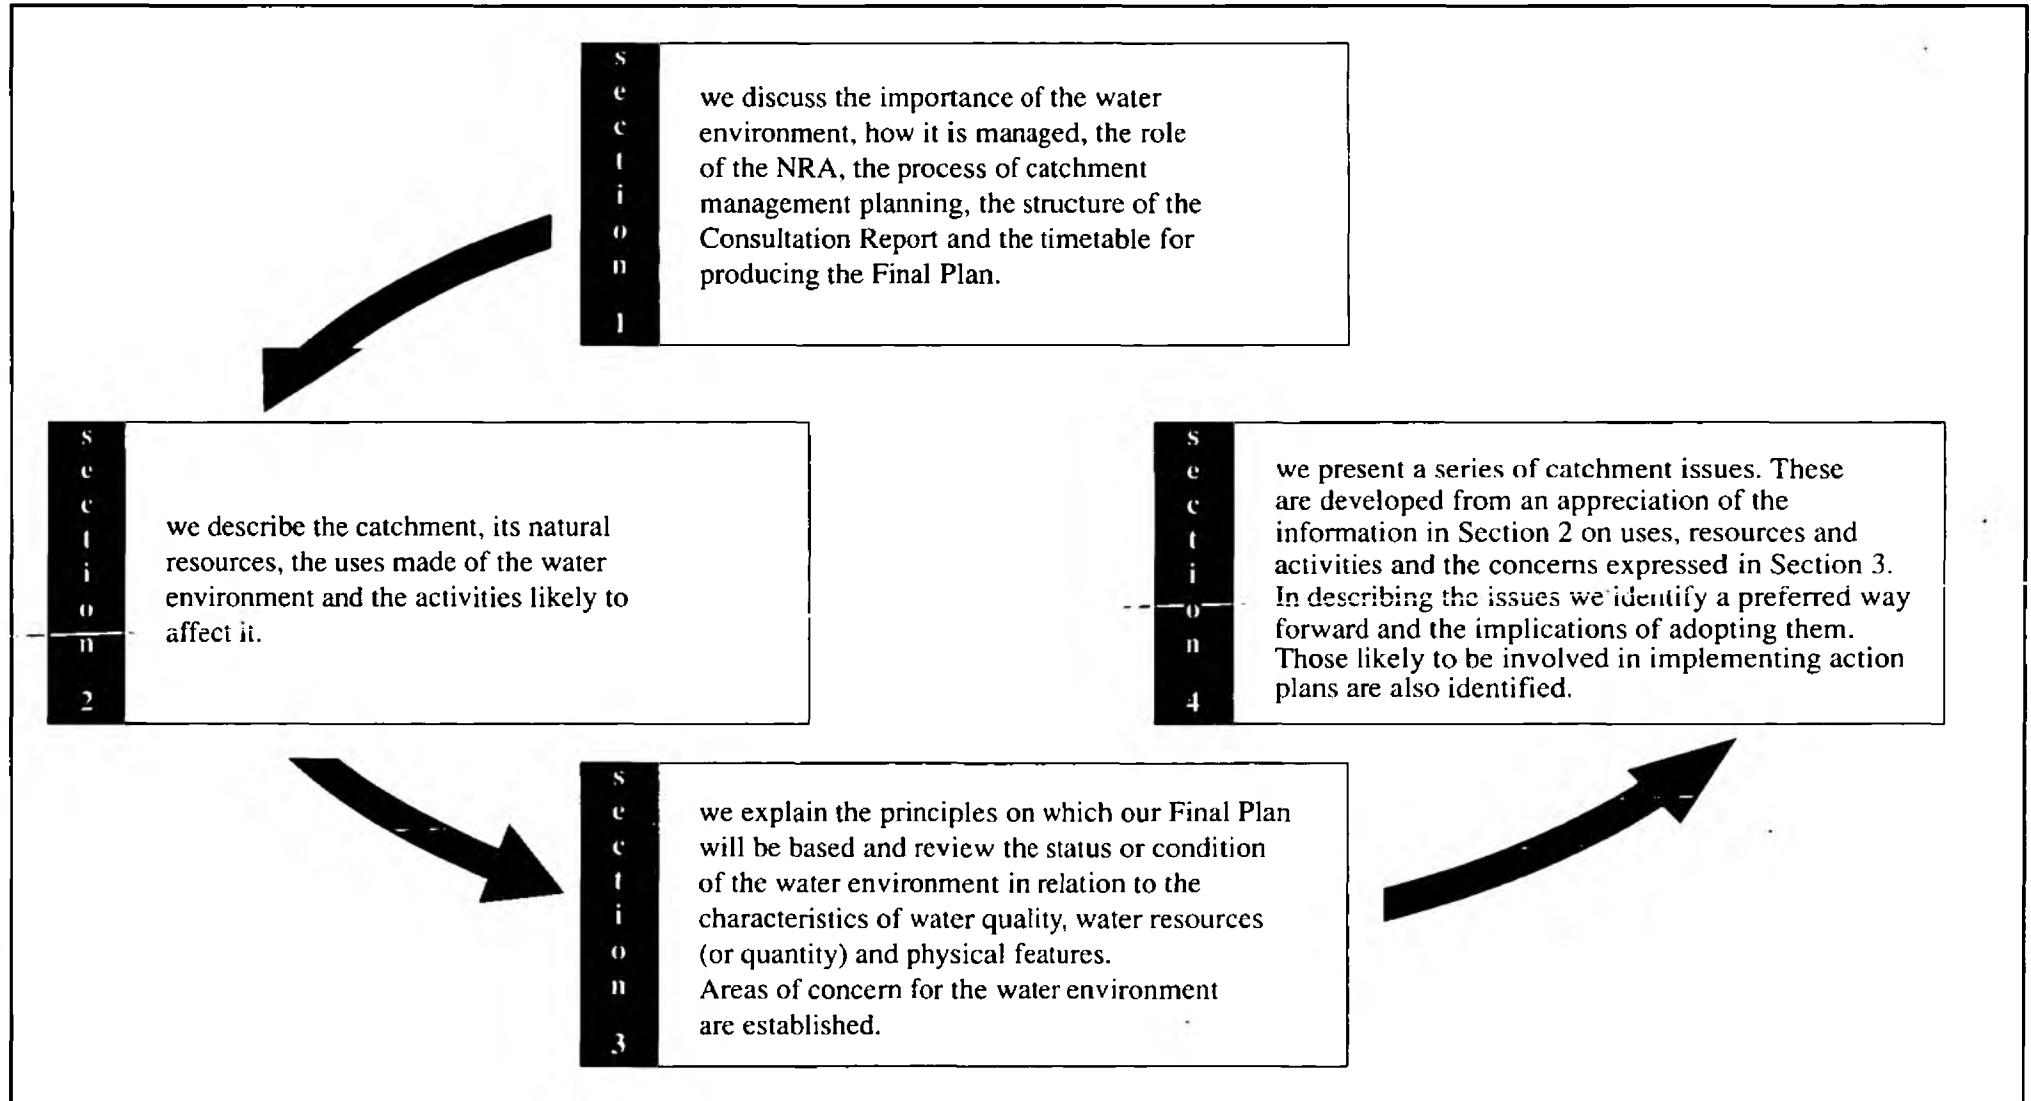 section 1
we discuss the importance of the water
environment, how it is managed, the role
of the NRA, the process of catchment
management planning, the structure of the
Consultation Report and the timetable for
producing the Final Plan.
section 2
we describe the catchment, its natural
resources, the uses made of the water
environment and the activities likely to
affect it.
section 3
we explain the principles on which our Final Plan
will be based and review the status or condition
of the water environment in relation to the
characteristics of water quality, water resources
(or quantity) and physical features.
Areas of concern for the water environment
are established.
section 4
we present a series of catchment issues. These
are developed from an appreciation of the
information in Section 2 on uses, resources and
activities and the concerns expressed in Section 3.
In describing the issues we identify a preferred way
forward and the implications of adopting them.
Those likely to be involved in implementing action
plans are also identified.